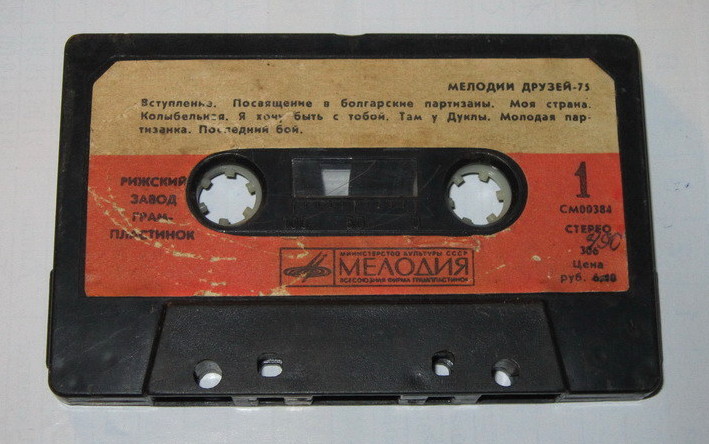 МЕЛОДИИ ДРУЗЕЙ-75
Вступление. Посвящение в болгарские партизаны. Моя страна.
Колыбельная. Я хочу быть с тобой. Там у Дуклы. Молодая пар-
тизанка. Последний бой.
РИЖСКИЙ
ЗАВОД
ГРАМ-
ПЛАСТИНОК
1
СМ00384
СТЕРЕО
306
Цена
руб.
МИНИСТЕРСТВО КУЛЬТУРЫ СССР
МЕЛОДИЯ
ВСЕСОЮЗНАЯ ФИРМА ГРАМПЛАСТИНОК